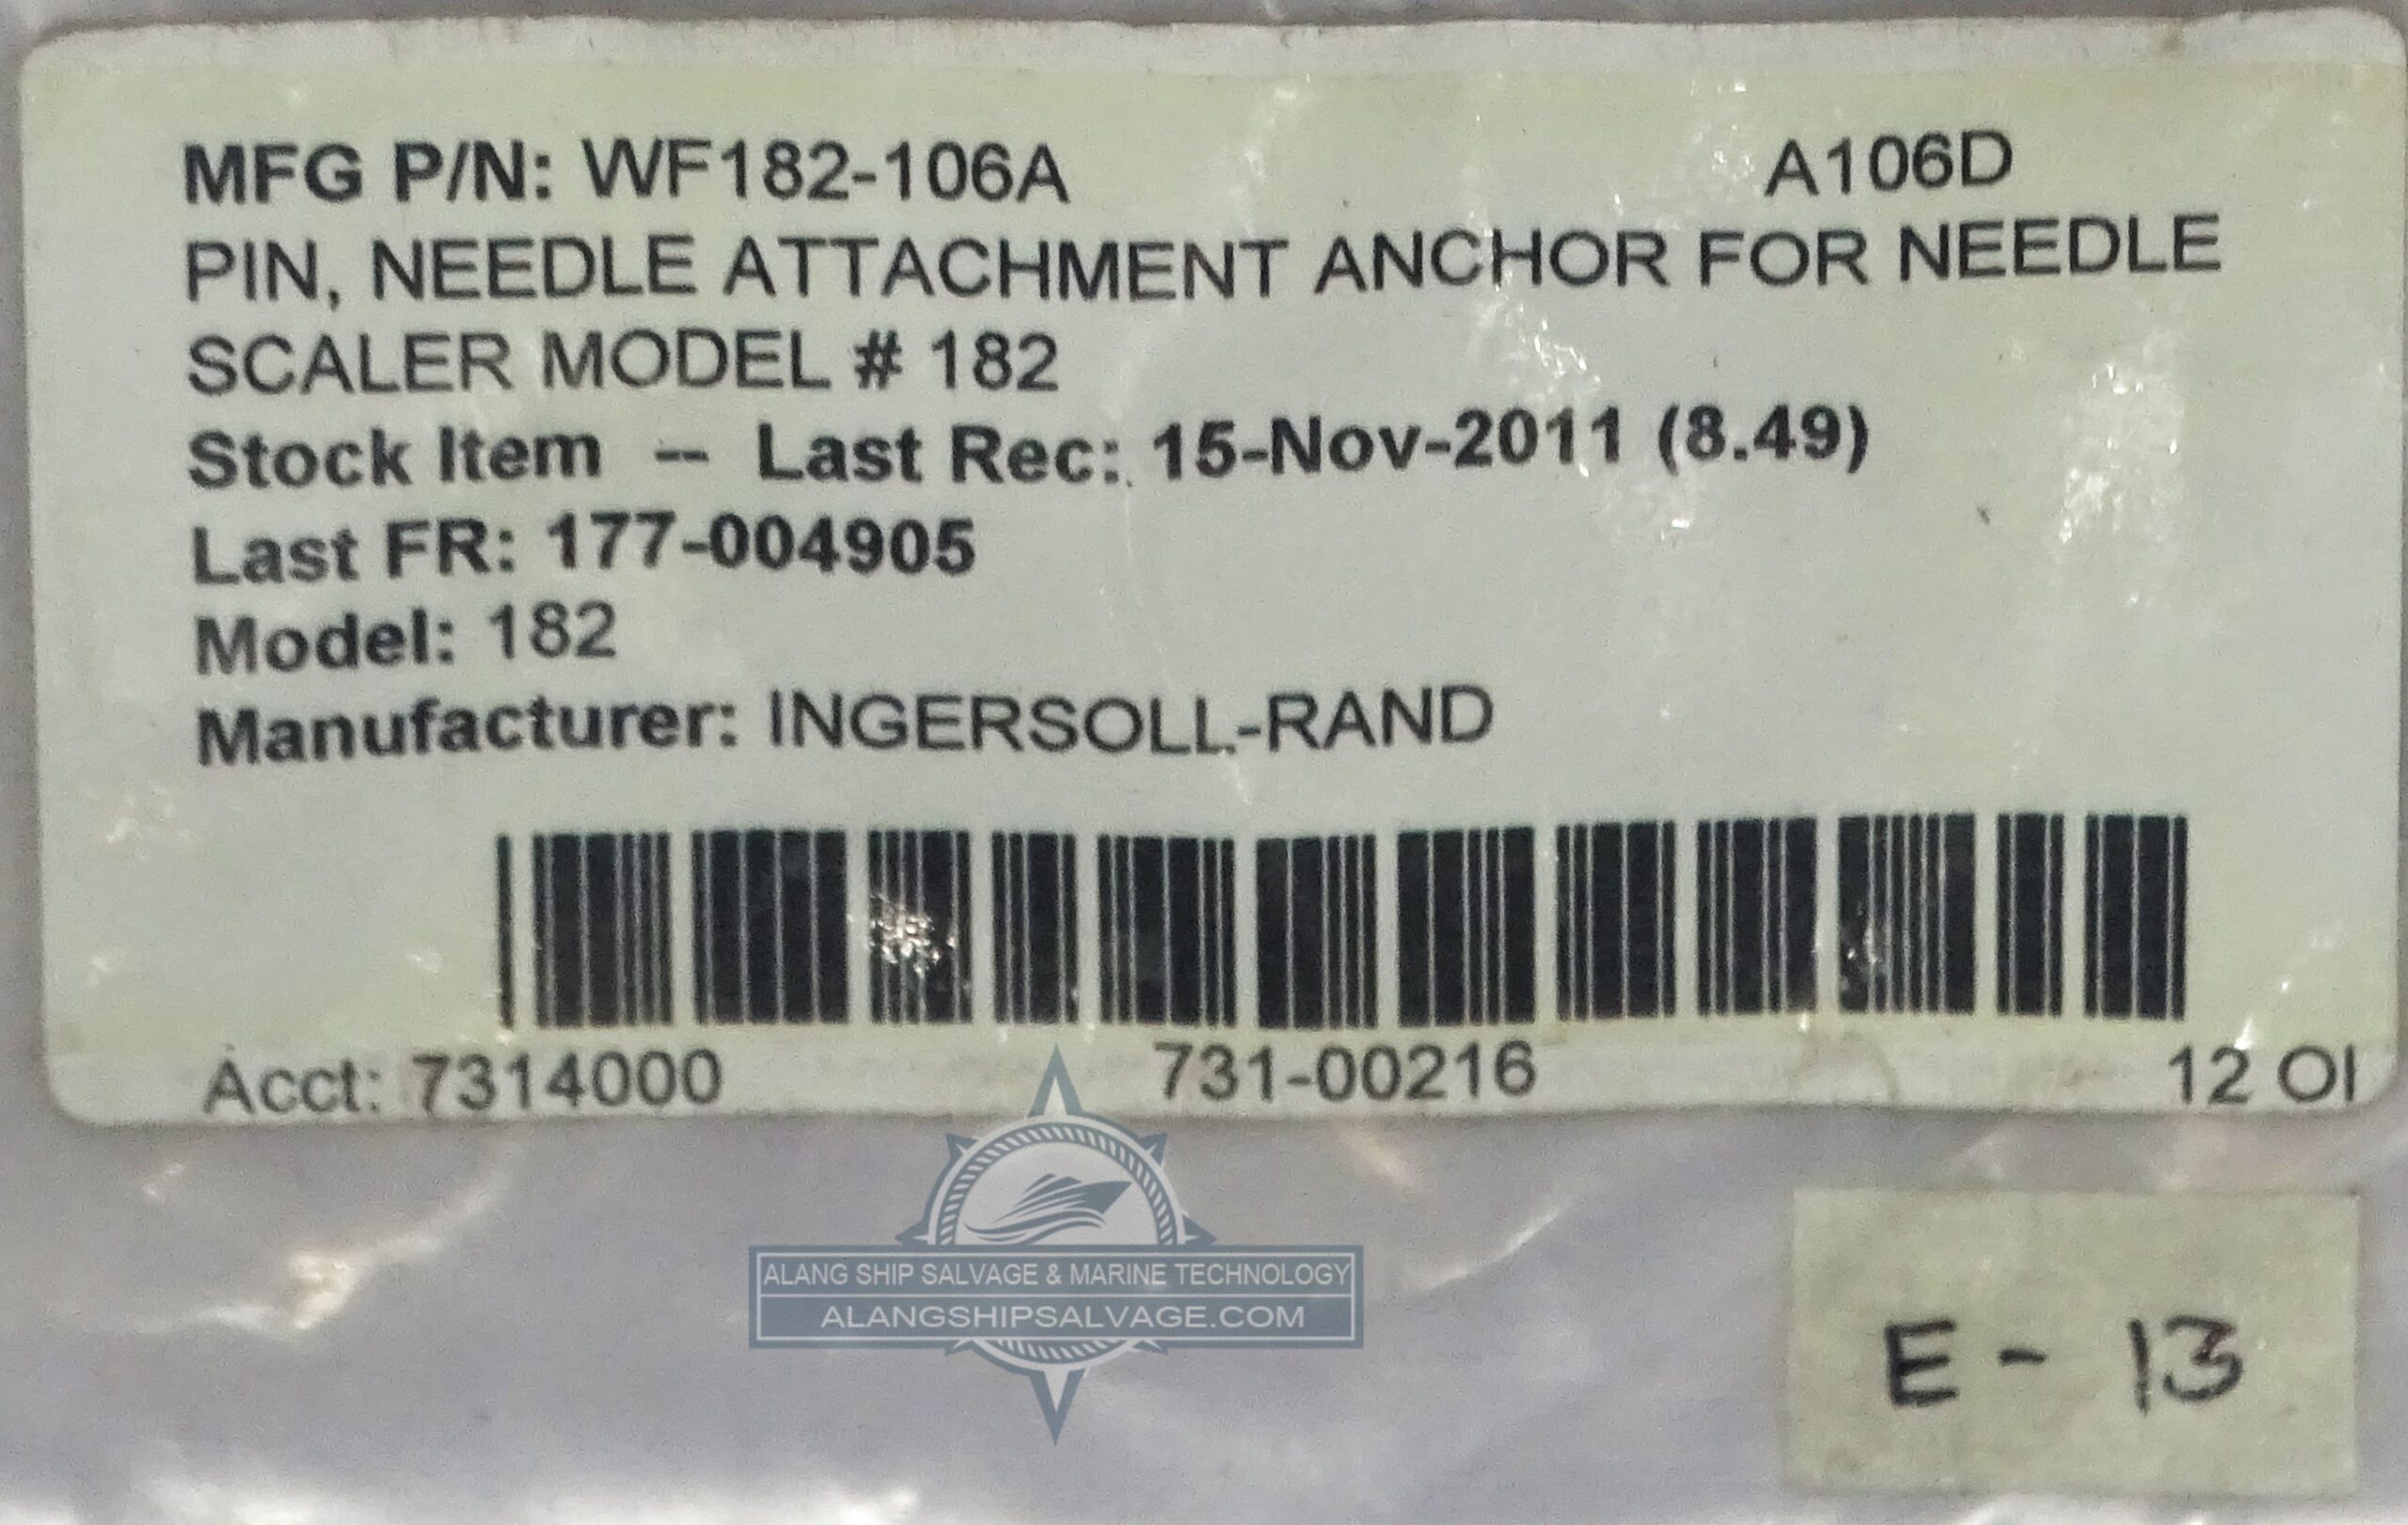 MFG P/N: WF182-106A A106D
PIN, NEEDLE ATTACHMENT ANCHOR FOR NEEDLE
SCALER MODEL # 182
Stock Item -- Last Rec: 15-Nov-2011 (8.49)
Last FR: 177-004905
Model: 182
Manufacturer: INGERSOLL-RAND
Acct: 7314000 731-00216 12 OI
ALANG SHIP SALVAGE & MARINE TECHNOLOGY
ALANGSHIPSALVAGE.COM
E - 13